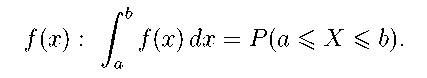 f(x) : ∫_a^b f(x) dx = P(a ⩽ X ⩽ b).